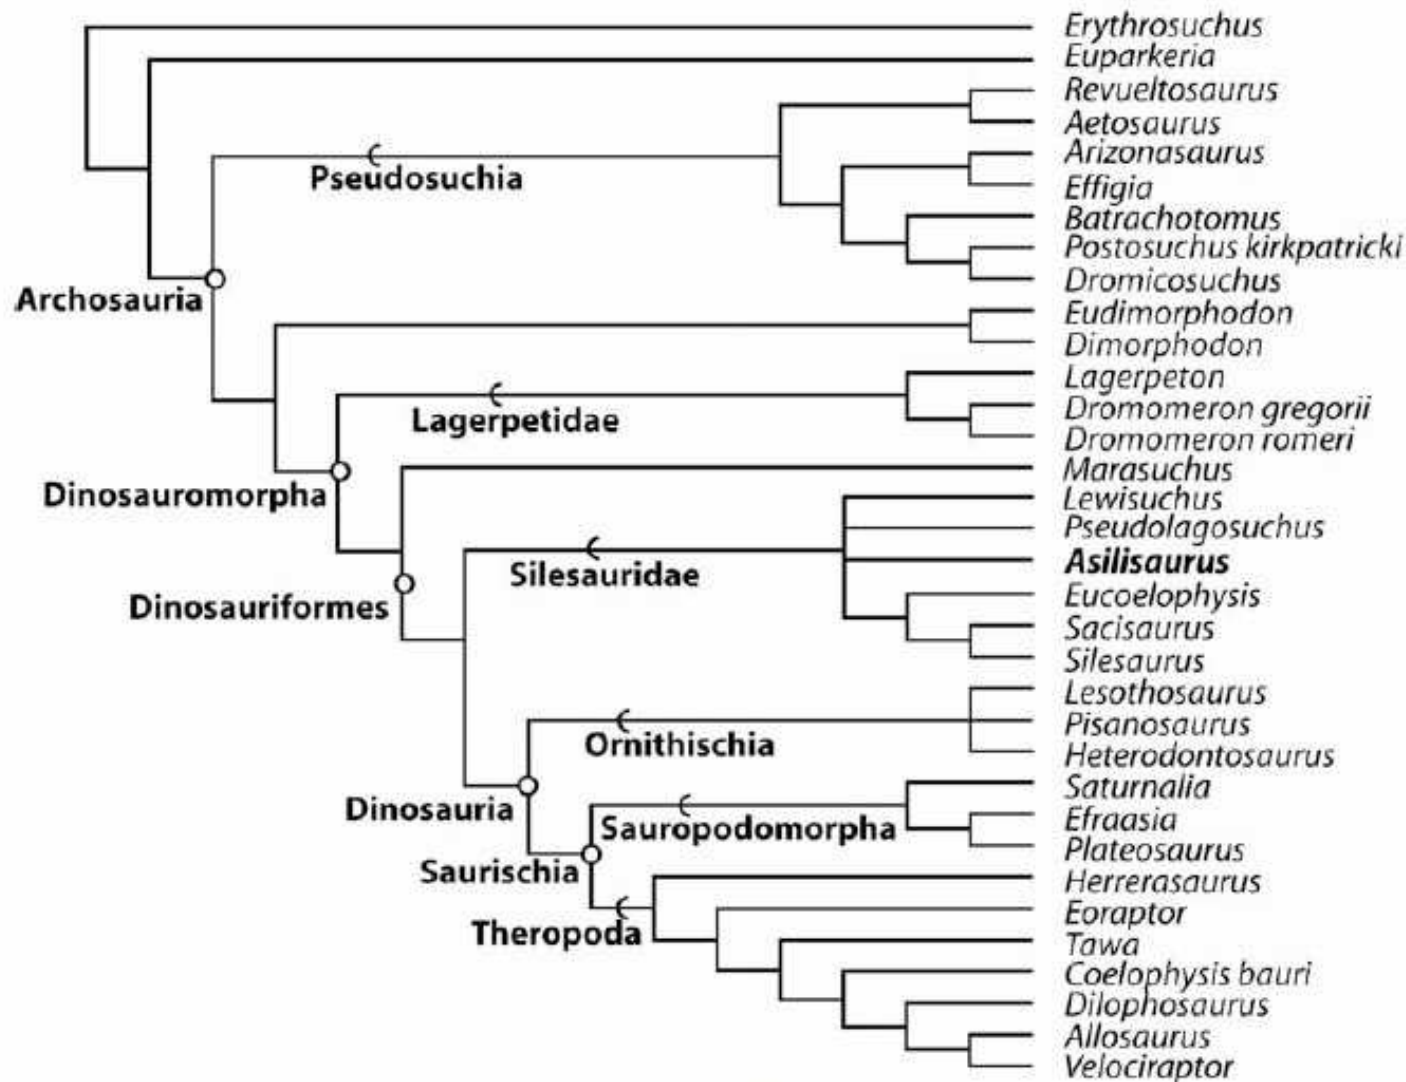 Erythrosuchus
Euparkeria
Revueltosaurus
Aetosaurus
Arizonasaurus
Pseudosuchia
Effigia
Batrachotomus
Postosuchus kirkpatricki
Dromicosuchus
Archosauria
Eudimorphodon
Dimorphodon
Lagerpeton
Dromomeron gregorii
Lagerpetidae
Dromomeron romeri
Marasuchus
Dinosauromorpha
Lewisuchus
Pseudolagosuchus
Asilisaurus
Silesauridae
Eucoelophysis
Dinosauriformes
Sacisaurus
Silesaurus
Lesothosaurus
Pisanosaurus
Ornithischia
Heterodontosaurus
Saturnalia
Dinosauria
Efraasia
Sauropodomorpha
Plateosaurus
Saurischia
Herrerasaurus
Eoraptor
Theropoda
Tawa
Coelophysis bauri
Dilophosaurus
Allosaurus
Velociraptor